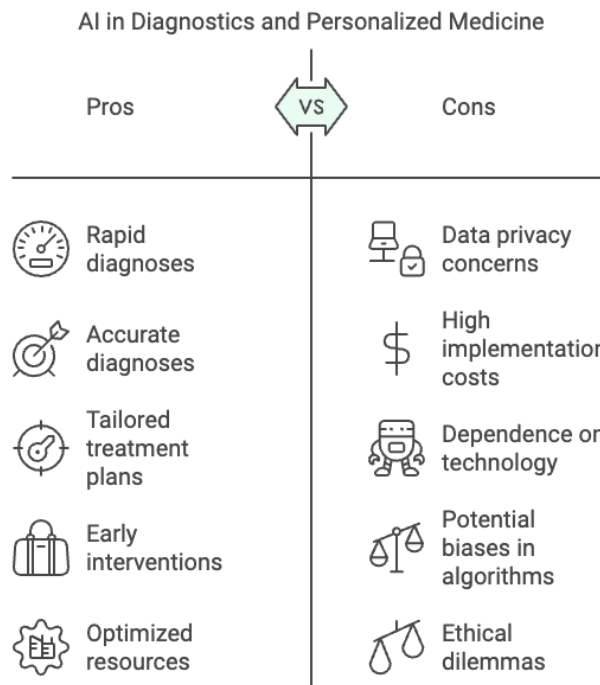 AI in Diagnostics and Personalized Medicine
Pros
VS
Cons
Rapid
diagnoses
Accurate
diagnoses
Tailored
treatment
plans
Early
interventions
Optimized
resources
Data privacy
concerns
High
implementation
costs
Dependence on
technology
Potential
biases in
algorithms
Ethical
dilemmas